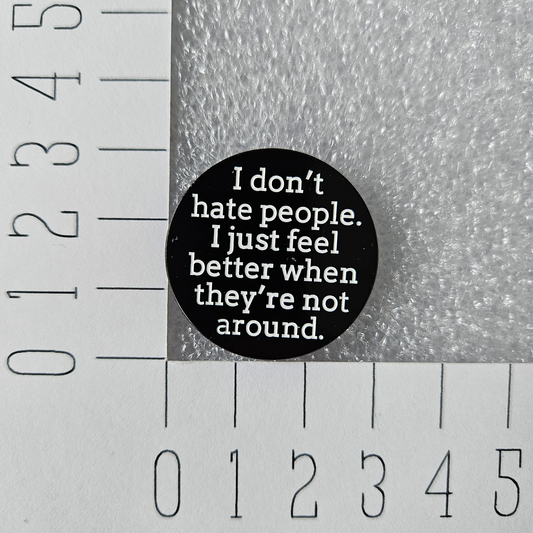 5
4
3
2
1
0
I don't
hate people.
I just feel
better when
they're not
around.
0 1 2 3 4 5